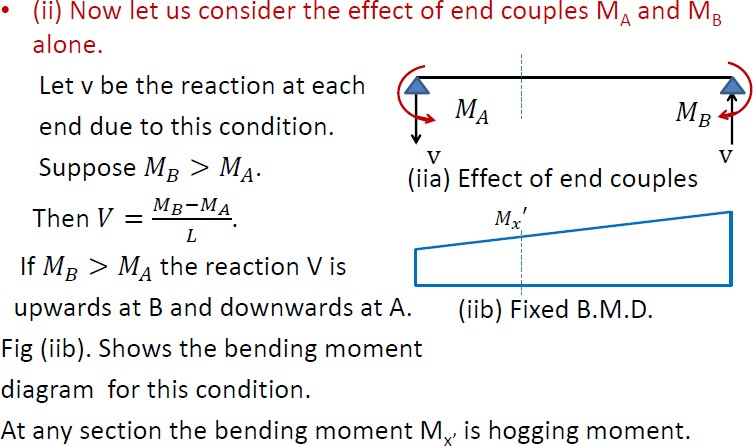 • (ii) Now let us consider the effect of end couples M_A and M_B
alone.
Let v be the reaction at each
end due to this condition.
Suppose M_B > M_A.
Then V = (M_B−M_A)/L.
If M_B > M_A the reaction V is
upwards at B and downwards at A.
Fig (iib). Shows the bending moment
diagram for this condition.
At any section the bending moment M_x′ is hogging moment.
M_A
M_B
v
V
(iia) Effect of end couples
M_x′
(iib) Fixed B.M.D.